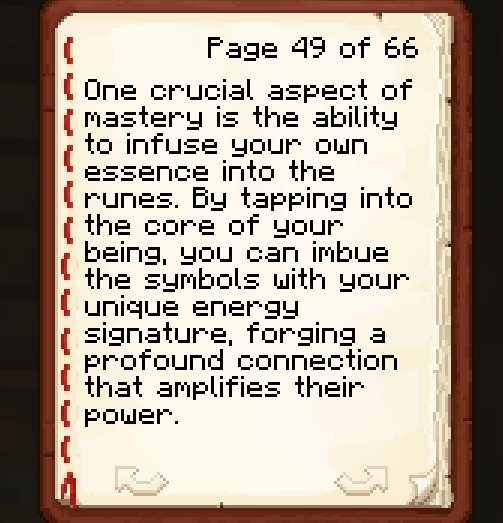 Page 49 of 66
One crucial aspect of
mastery is the ability
to infuse your own
essence into the
runes. By tapping into
the core of your
being, you can imbue
the symbols with your
unique energy
signature, forging a
profound connection
that amplifies their
power.